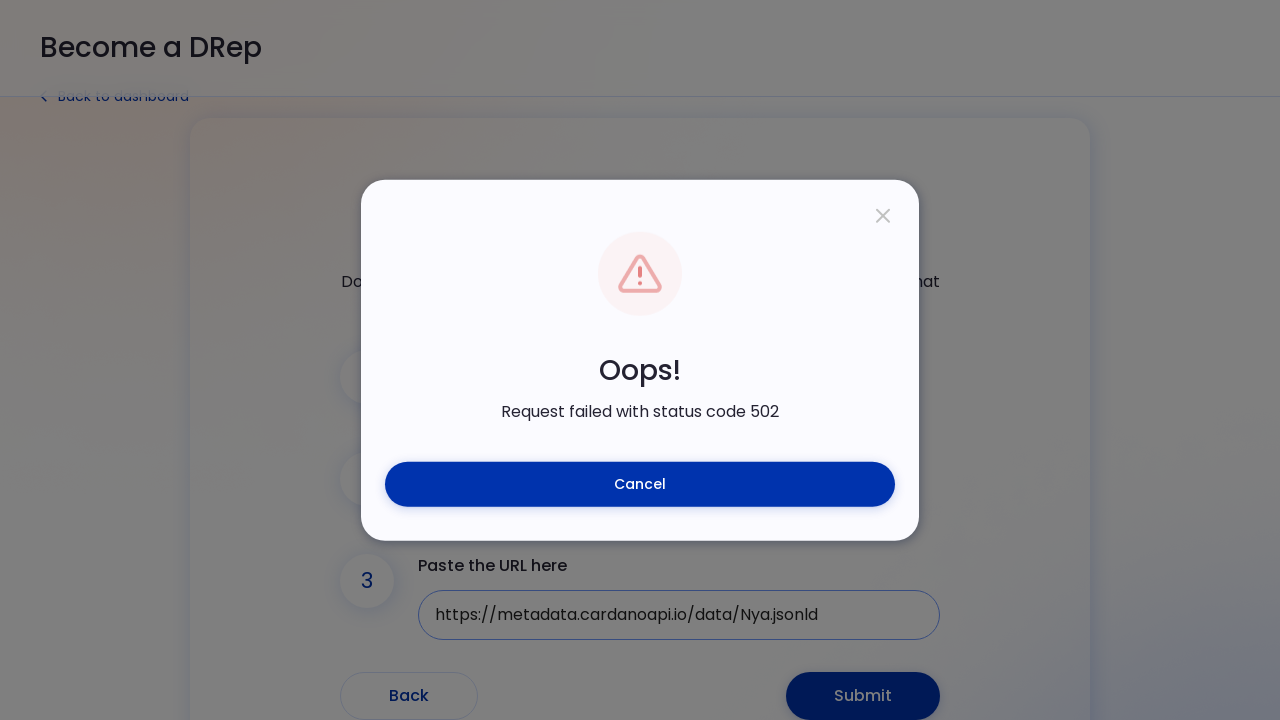 Become a DRep
Back to dashboard
Do
hat
Oops!
Request failed with status code 502
Cancel
3
Paste the URL here
https://metadata.cardanoapi.io/data/Nya.jsonld
Back
Submit